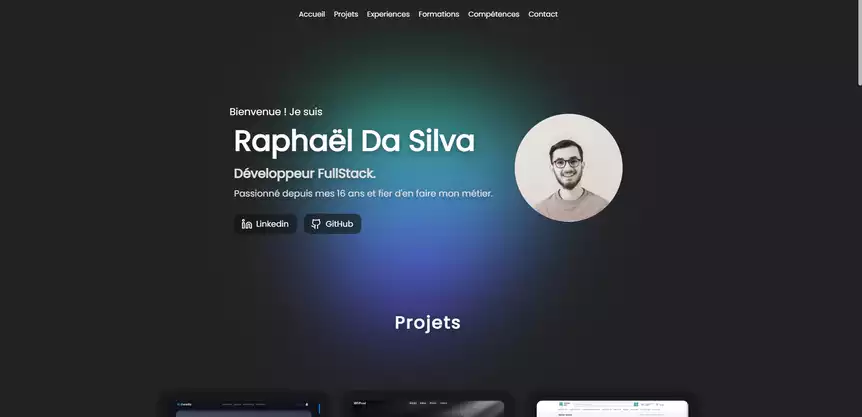 Accueil Projets Experiences Formations Compétences Contact
Bienvenue ! Je suis
Raphaël Da Silva
Développeur FullStack.
Passionné depuis mes 16 ans et fier d'en faire mon métier.
Linkedin GitHub
Projets